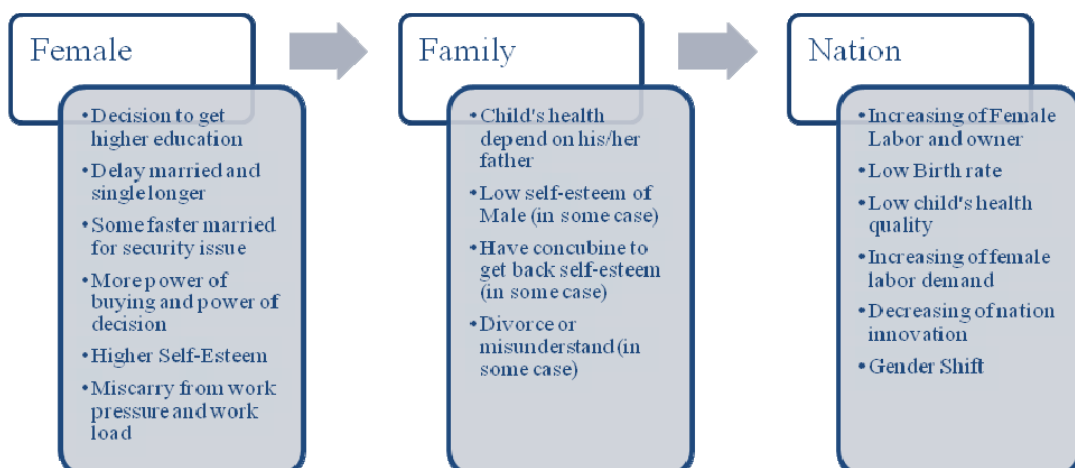 Female
• Decision to get
higher education
• Delay married and
single longer
• Some faster married
for security issue
• More power of
buying and power of
decision
• Higher Self-Esteem
• Miscarry from work
pressure and work
load
Family
• Child's health
depend on his/her
father
• Low self-esteem of
Male (in some case)
• Have concubine to
get back self-esteem
(in some case)
• Divorce or
misunderstand (in
some case)
Nation
• Increasing of Female
Labor and owner
• Low Birth rate
• Low child's health
quality
• Increasing of female
labor demand
• Decreasing of nation
innovation
• Gender Shift